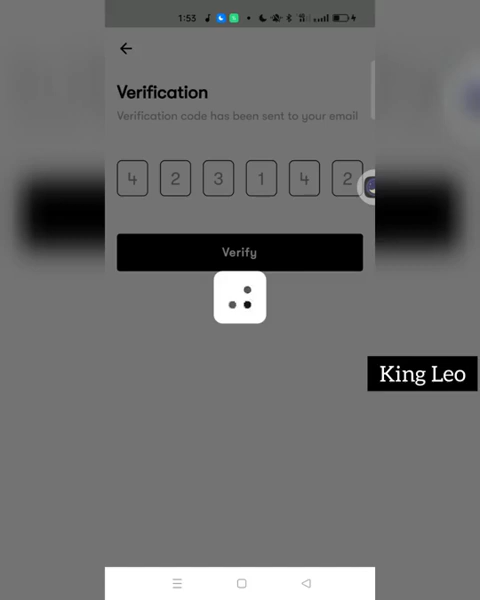 1:53
Verification
Verification code has been sent to your email
4 2 3 1 4 2
Verify
King Leo